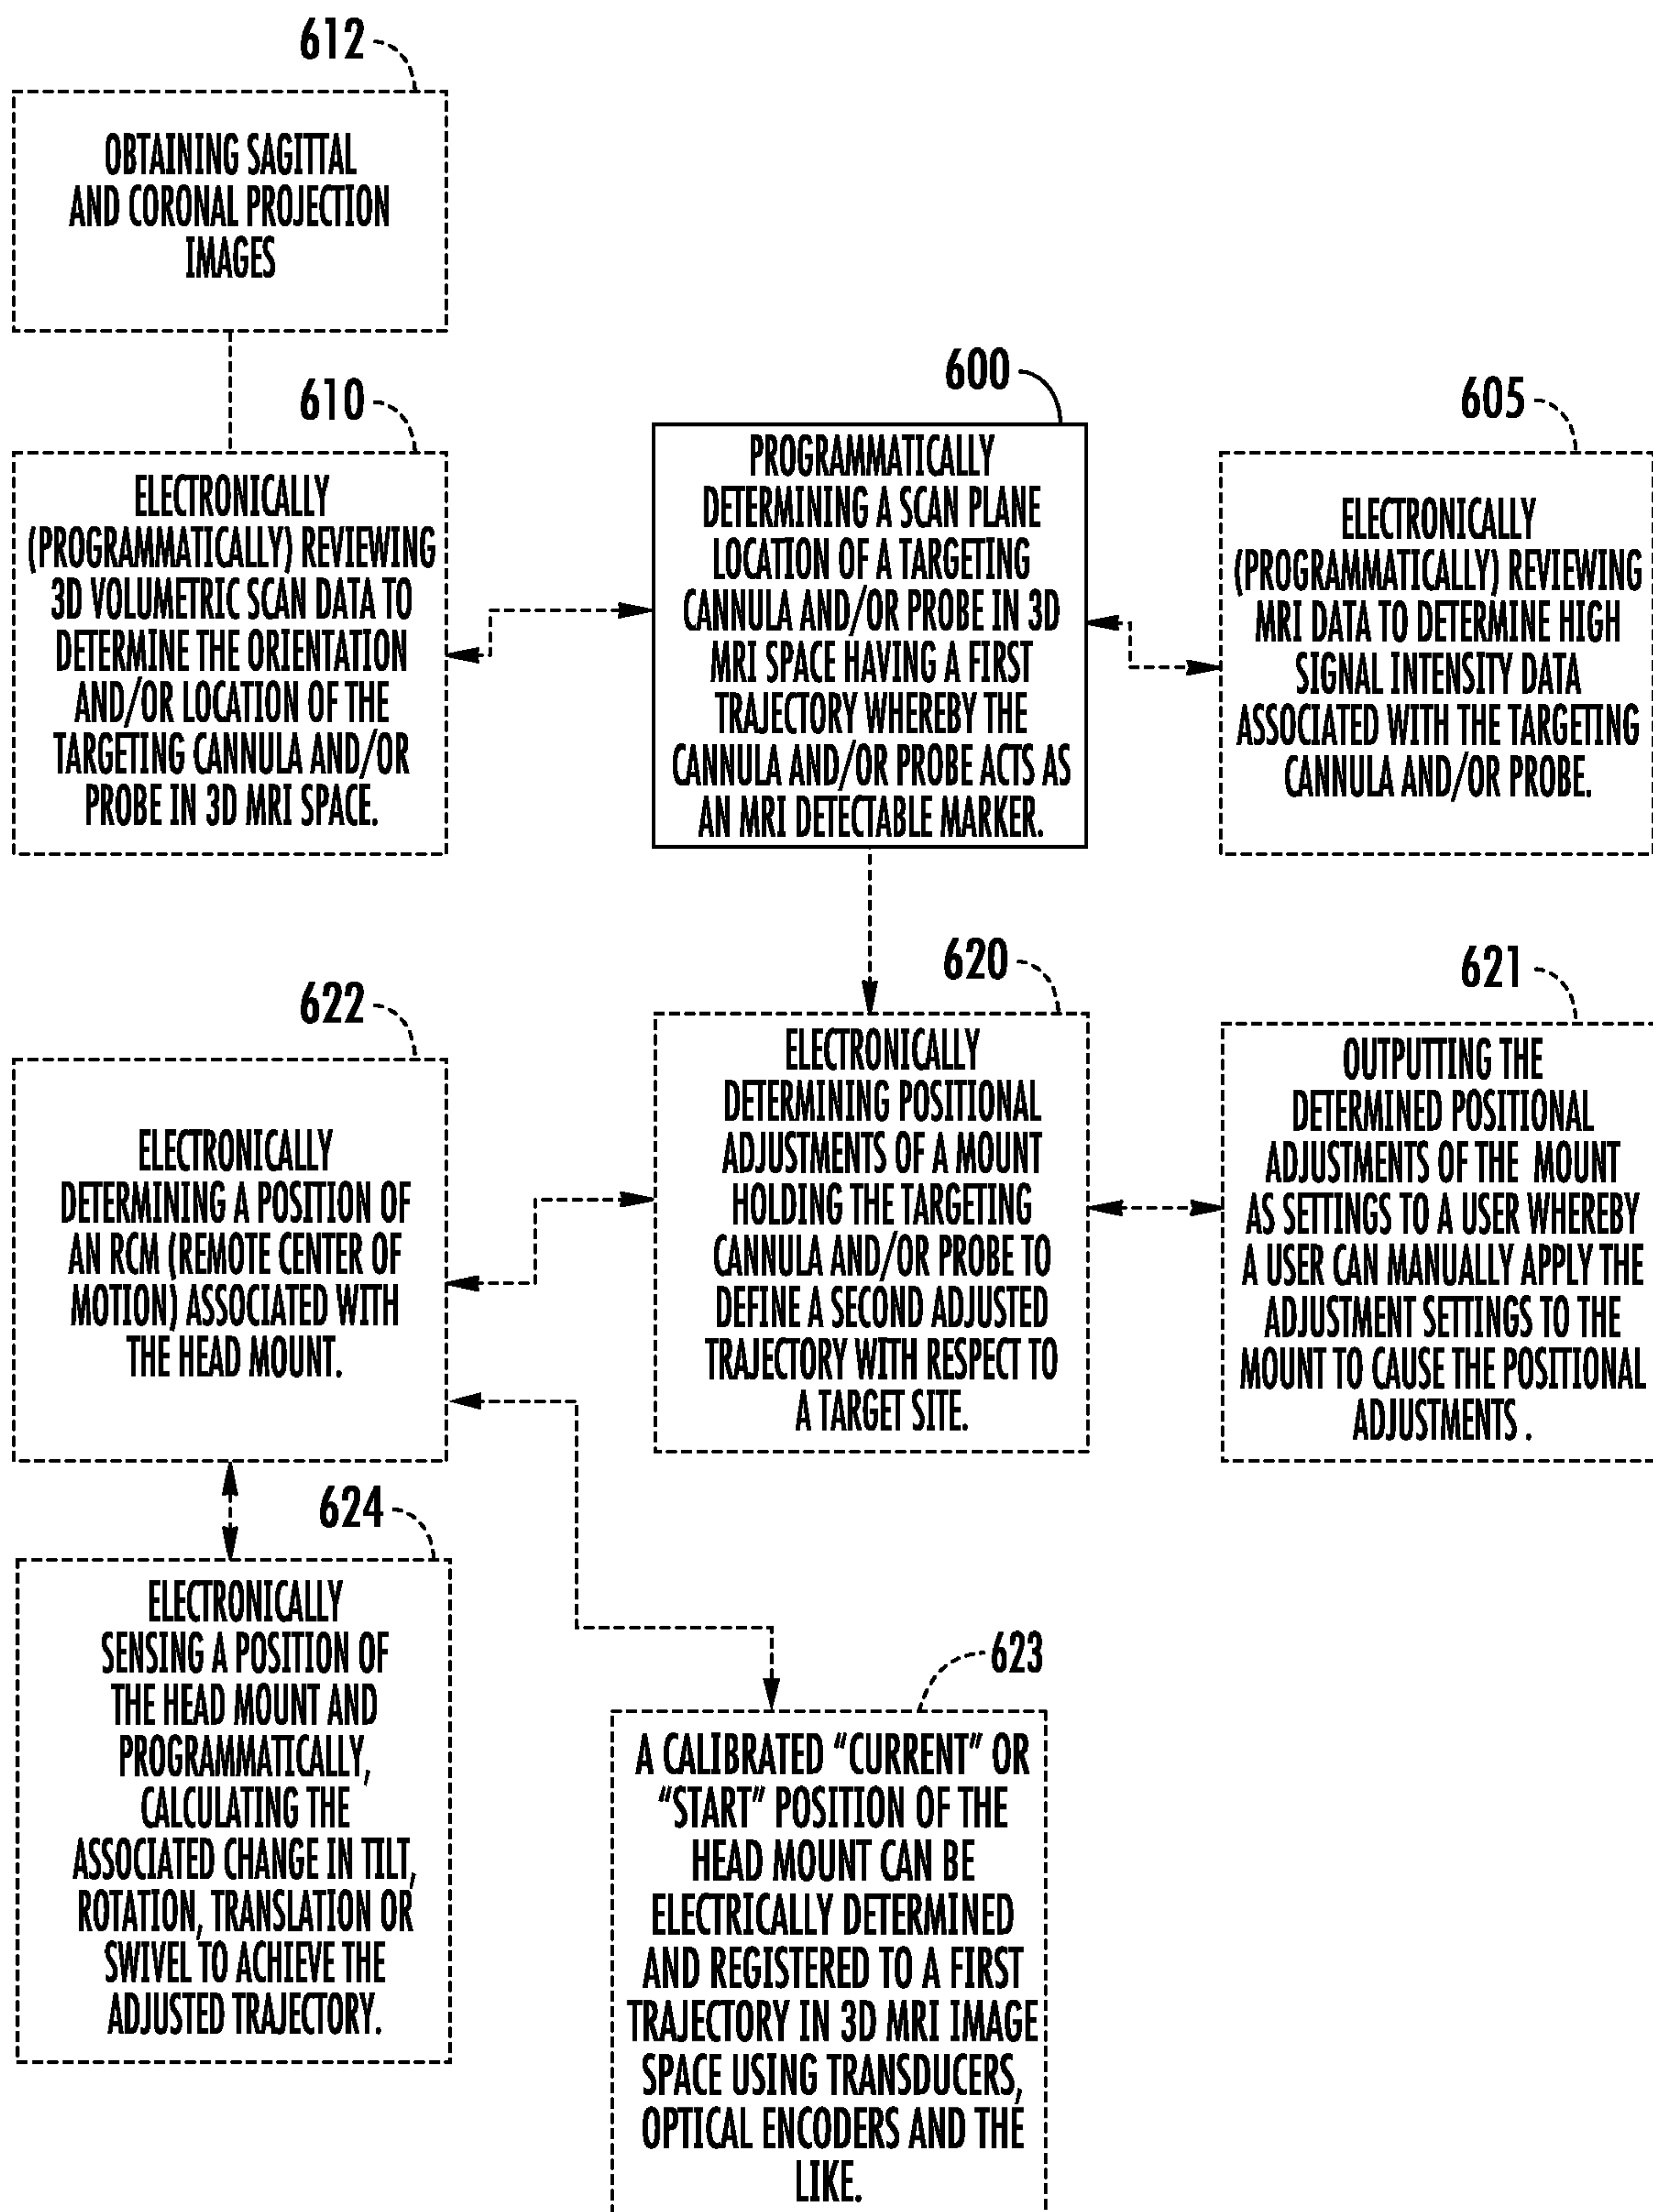 612
OBTAINING SAGITTAL
AND CORONAL PROJECTION
IMAGES
610
ELECTRONICALLY
(PROGRAMMATICALLY) REVIEWING
3D VOLUMETRIC SCAN DATA TO
DETERMINE THE ORIENTATION
AND/OR LOCATION OF THE
TARGETING CANNULA AND/OR
PROBE IN 3D MRI SPACE.
600
PROGRAMMATICALLY
DETERMINING A SCAN PLANE
LOCATION OF A TARGETING
CANNULA AND/OR PROBE IN 3D
MRI SPACE HAVING A FIRST
TRAJECTORY WHEREBY THE
CANNULA AND/OR PROBE ACTS AS
AN MRI DETECTABLE MARKER.
605
ELECTRONICALLY
(PROGRAMMATICALLY) REVIEWING
MRI DATA TO DETERMINE HIGH
SIGNAL INTENSITY DATA
ASSOCIATED WITH THE TARGETING
CANNULA AND/OR PROBE.
622
ELECTRONICALLY
DETERMINING A POSITION OF
AN RCM (REMOTE CENTER OF
MOTION) ASSOCIATED WITH
THE HEAD MOUNT.
620
ELECTRONICALLY
DETERMINING POSITIONAL
ADJUSTMENTS OF A MOUNT
HOLDING THE TARGETING
CANNULA AND/OR PROBE TO
DEFINE A SECOND ADJUSTED
TRAJECTORY WITH RESPECT TO
A TARGET SITE.
621
OUTPUTTING THE
DETERMINED POSITIONAL
ADJUSTMENTS OF THE MOUNT
AS SETTINGS TO A USER WHEREBY
A USER CAN MANUALLY APPLY THE
ADJUSTMENT SETTINGS TO THE
MOUNT TO CAUSE THE POSITIONAL
ADJUSTMENTS .
624
ELECTRONICALLY
SENSING A POSITION OF
THE HEAD MOUNT AND
PROGRAMMATICALLY,
CALCULATING THE
ASSOCIATED CHANGE IN TILT,
ROTATION, TRANSLATION OR
SWIVEL TO ACHIEVE THE
ADJUSTED TRAJECTORY.
623
A CALIBRATED "CURRENT" OR
"START" POSITION OF THE
HEAD MOUNT CAN BE
ELECTRICALLY DETERMINED
AND REGISTERED TO A FIRST
TRAJECTORY IN 3D MRI IMAGE
SPACE USING TRANSDUCERS,
OPTICAL ENCODERS AND THE
LIKE.